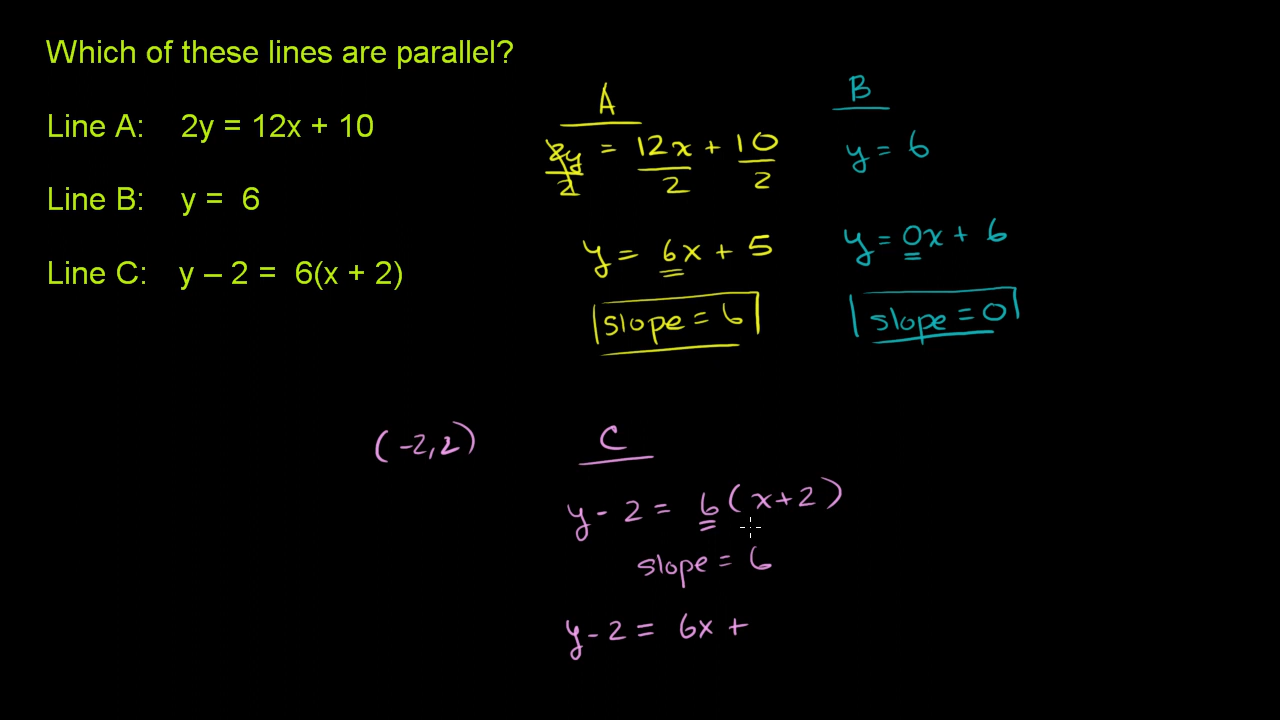 Which of these lines are parallel?
Line A: 2y = 12x + 10
Line B: y = 6
Line C: y – 2 = 6(x + 2)
A
2y/2 = 12x/2 + 10/2
y = 6x + 5
slope = 6
B
y = 6
y = 0x + 6
slope = 0
(-2,2)
C
y - 2 = 6(x+2)
slope = 6
y - 2 = 6x +